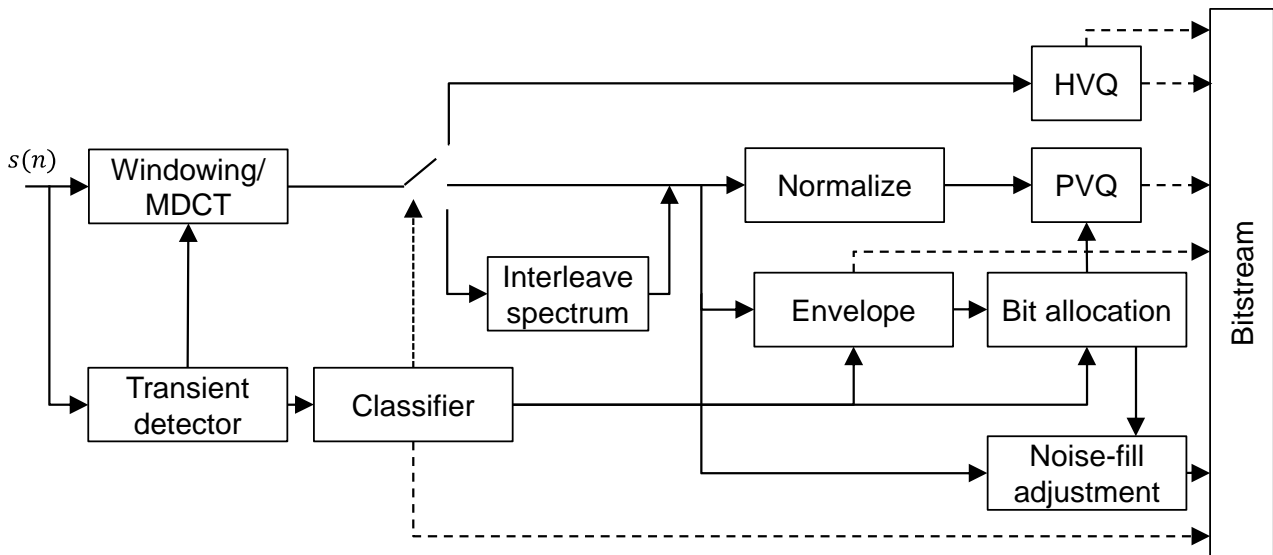 HVQ
s(n)
Windowing/
MDCT
Normalize
PVQ
Interleave
spectrum
Envelope
Bit allocation
Bitstream
Transient
detector
Classifier
Noise-fill
adjustment